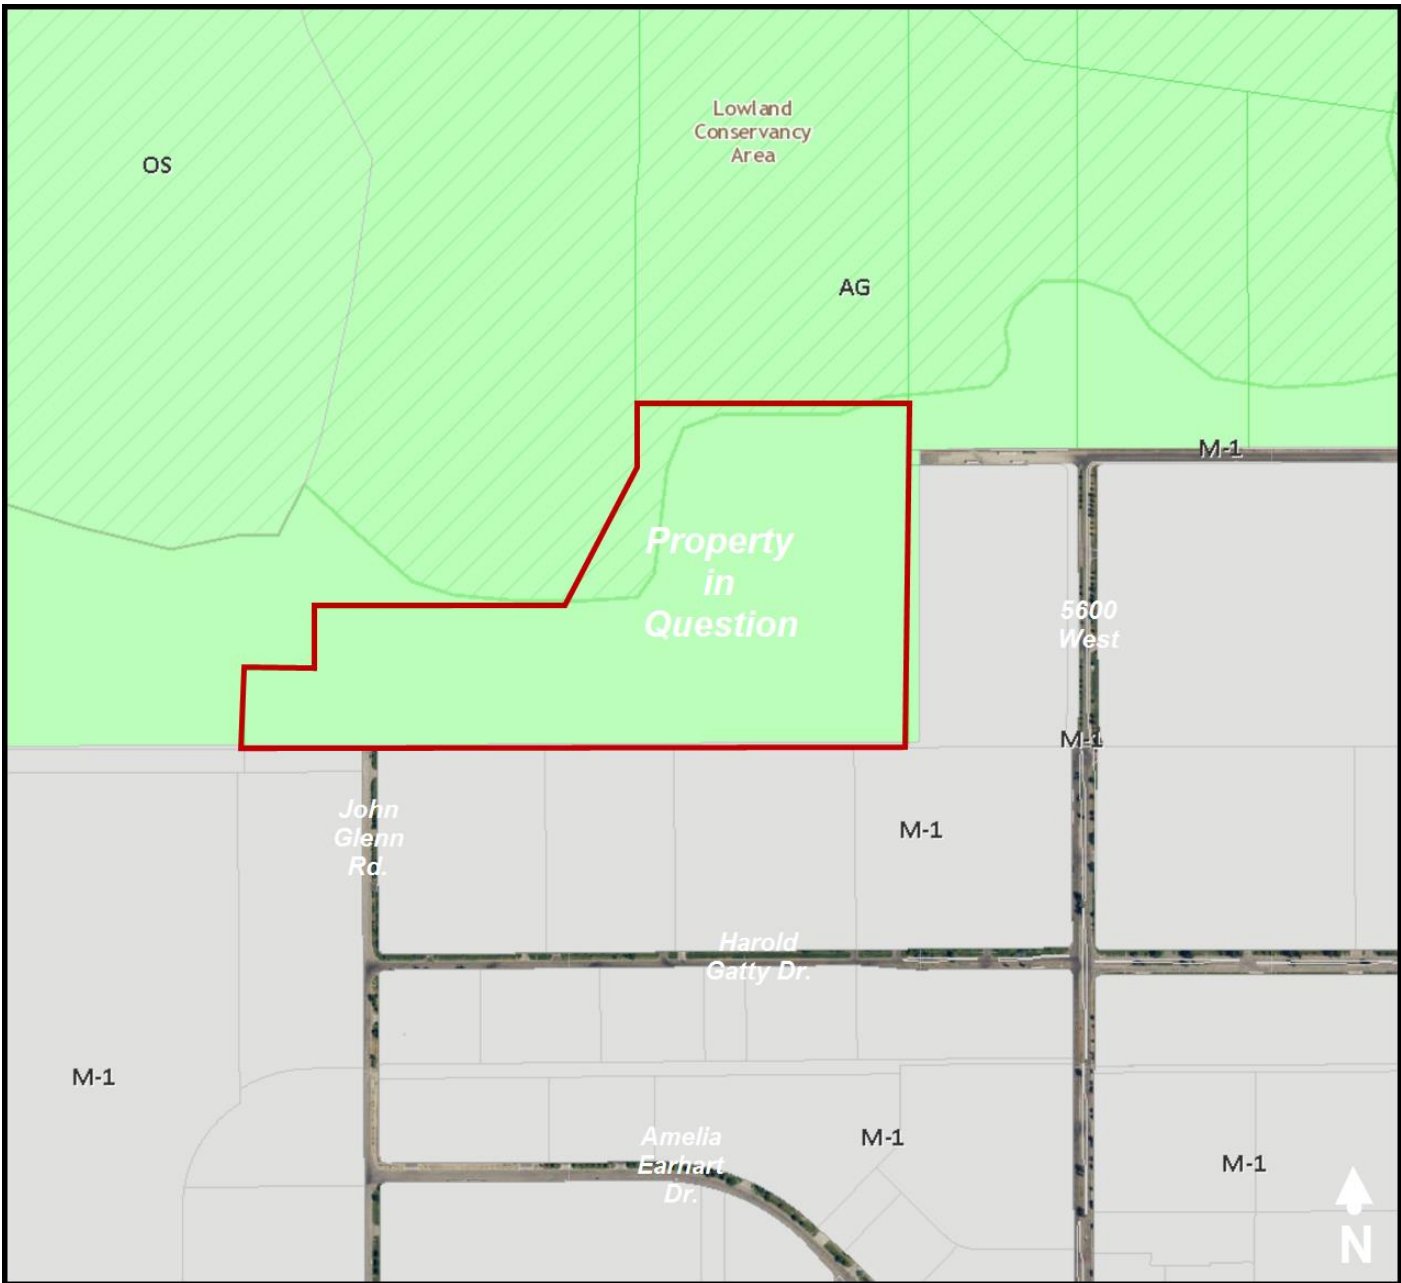 Lowland
Conservancy
Area
OS
AG
M-1
Property
in
Question
5600
West
M-1
John
Glenn
Rd.
M-1
Harold
Gatty Dr.
M-1
Amelia
Earhart
Dr.
M-1
M-1
N